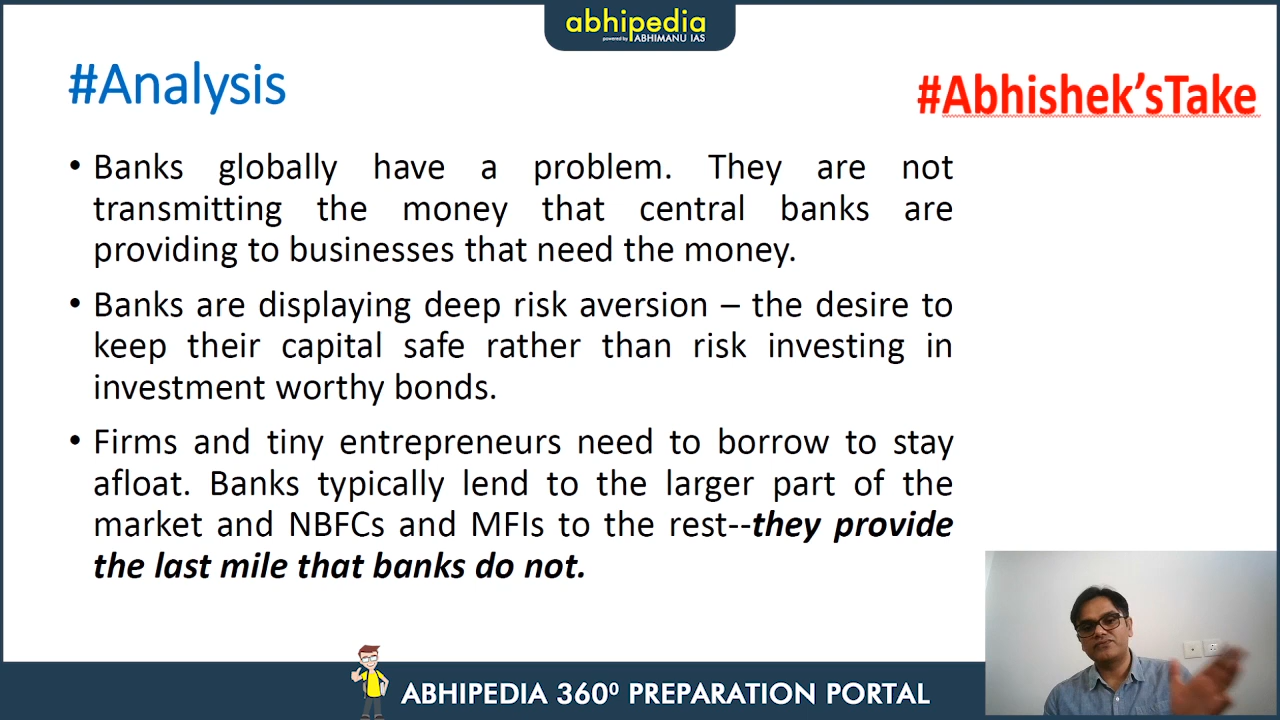 abhipedia
powered by ABHIMANU IAS
#Analysis
#Abhishek'sTake
• Banks globally have a problem. They are not
transmitting the money that central banks are
providing to businesses that need the money.
• Banks are displaying deep risk aversion – the desire to
keep their capital safe rather than risk investing in
investment worthy bonds.
• Firms and tiny entrepreneurs need to borrow to stay
afloat. Banks typically lend to the larger part of the
market and NBFCs and MFIs to the rest--they provide
the last mile that banks do not.
ABHIPEDIA 360⁰ PREPARATION PORTAL